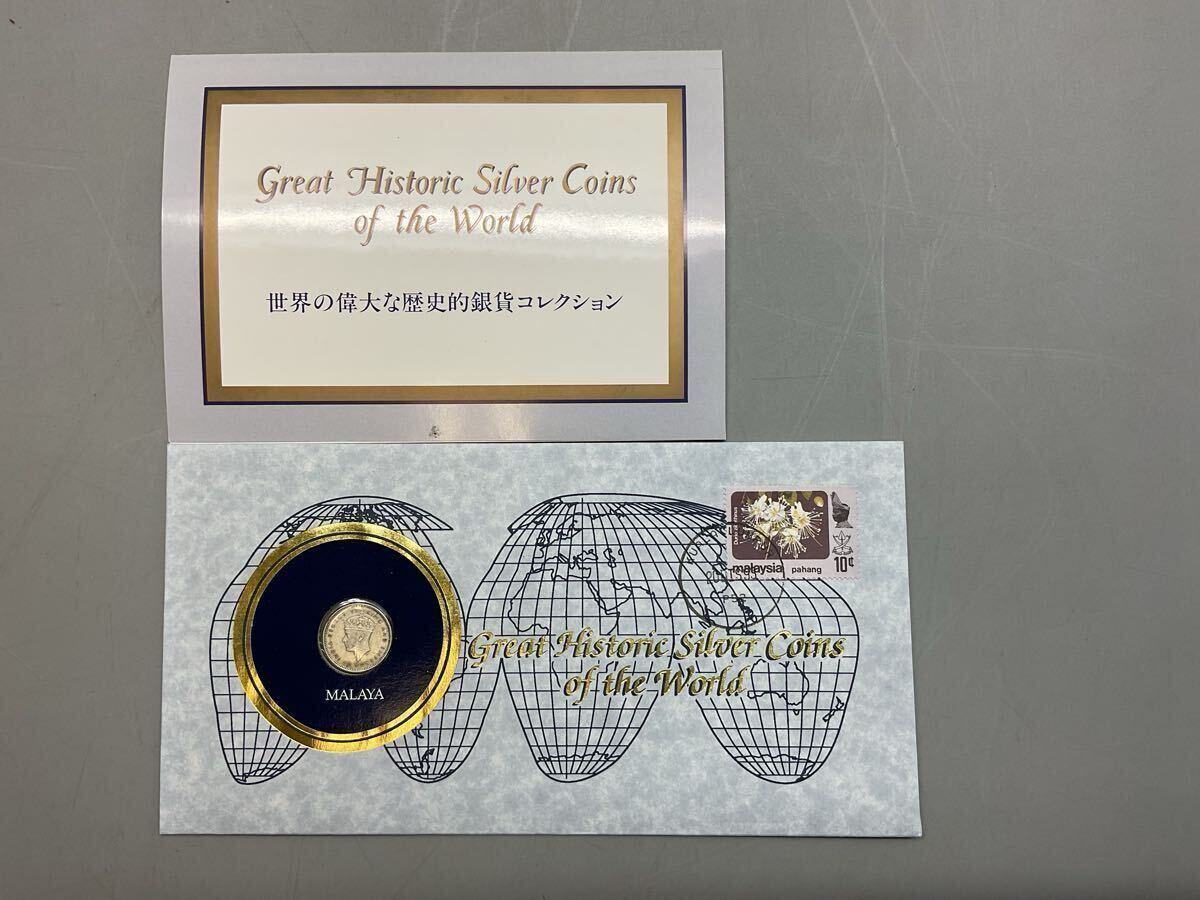 Great Historic Silver Coins
of the World
世界の偉大な歴史的銀貨コレクション
malaysia pahang 10¢
MALAYA
Great Historic Silver Coins
of the World